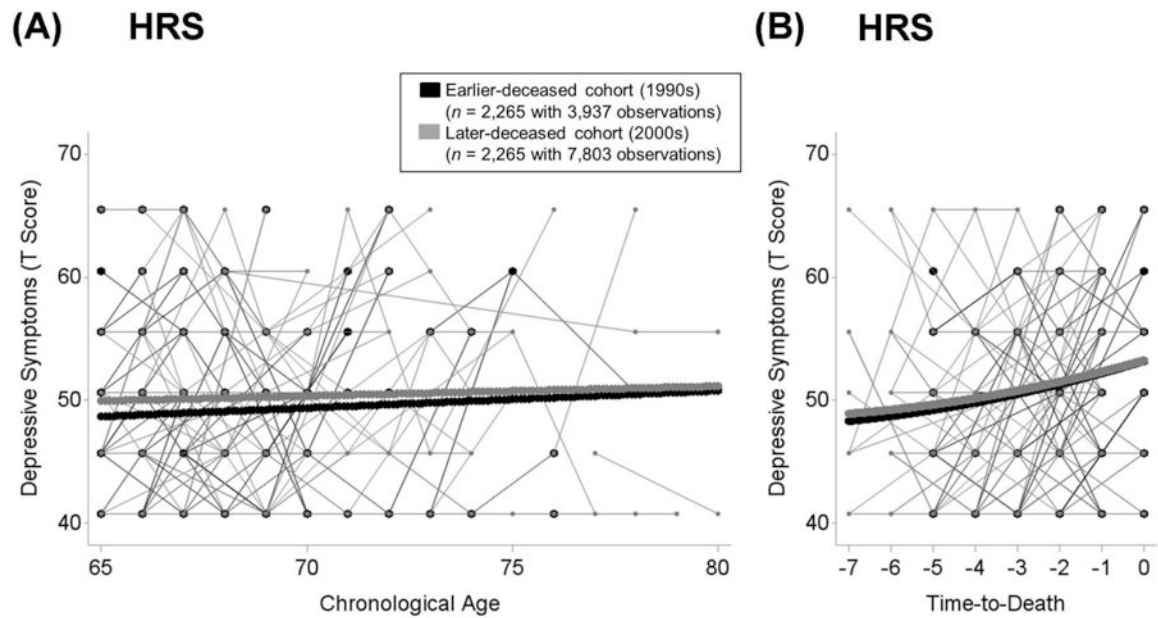 (A) HRS
(B) HRS
Earlier-deceased cohort (1990s)
(n = 2,265 with 3,937 observations)
Later-deceased cohort (2000s)
(n = 2,265 with 7,803 observations)
Depressive Symptoms (T Score)
70
60
50
40
65 70 75 80
Chronological Age
Depressive Symptoms (T Score)
70
60
50
40
-7 -6 -5 -4 -3 -2 -1 0
Time-to-Death